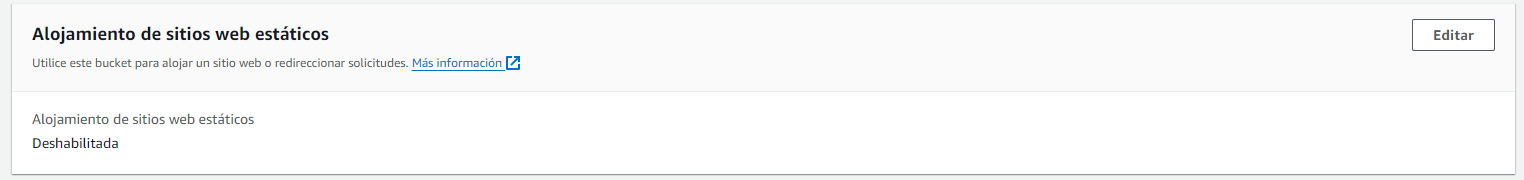 Alojamiento de sitios web estáticos
Editar
Utilice este bucket para alojar un sitio web o redireccionar solicitudes. Más información
Alojamiento de sitios web estáticos
Deshabilitada